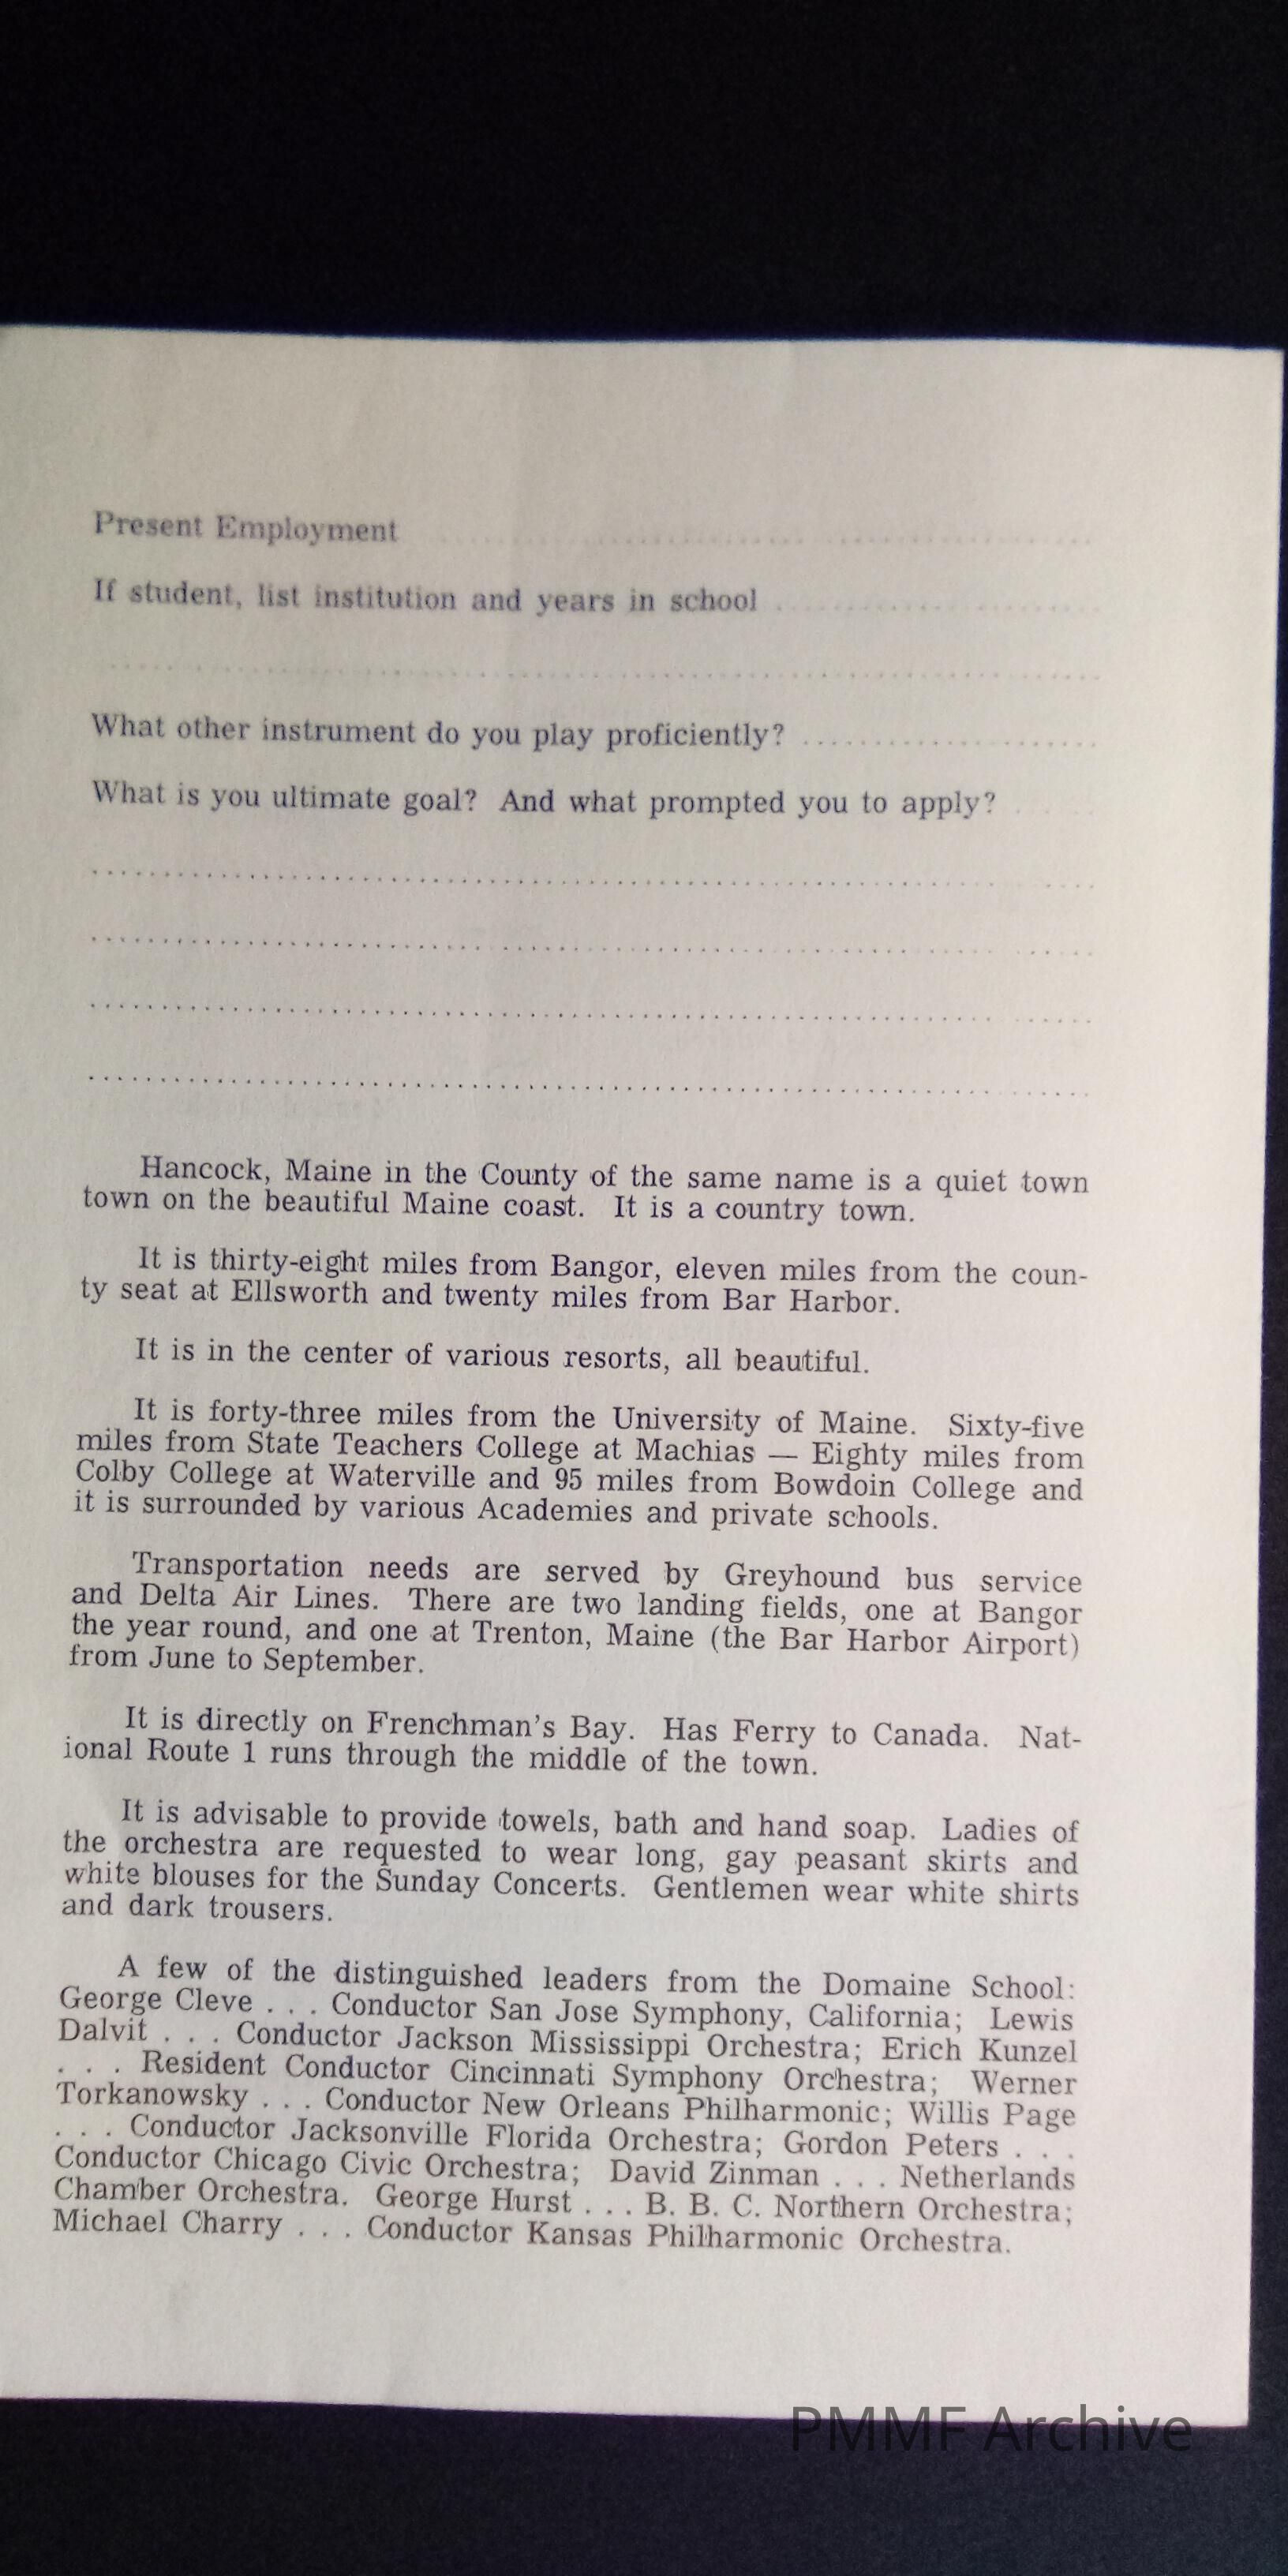 Present Employment ........................
If student, list institution and years in school ........................
........................
What other instrument do you play proficiently? ........................
What is you ultimate goal? And what prompted you to apply? ......
........................
........................
........................
........................
Hancock, Maine in the County of the same name is a quiet town
town on the beautiful Maine coast. It is a country town.
It is thirty-eight miles from Bangor, eleven miles from the coun-
ty seat at Ellsworth and twenty miles from Bar Harbor.
It is in the center of various resorts, all beautiful.
It is forty-three miles from the University of Maine. Sixty-five
miles from State Teachers College at Machias — Eighty miles from
Colby College at Waterville and 95 miles from Bowdoin College and
it is surrounded by various Academies and private schools.
Transportation needs are served by Greyhound bus service
and Delta Air Lines. There are two landing fields, one at Bangor
the year round, and one at Trenton, Maine (the Bar Harbor Airport)
from June to September.
It is directly on Frenchman's Bay. Has Ferry to Canada. Nat-
ional Route 1 runs through the middle of the town.
It is advisable to provide towels, bath and hand soap. Ladies of
the orchestra are requested to wear long, gay peasant skirts and
white blouses for the Sunday Concerts. Gentlemen wear white shirts
and dark trousers.
A few of the distinguished leaders from the Domaine School:
George Cleve . . . Conductor San Jose Symphony, California; Lewis
Dalvit . . . Conductor Jackson Mississippi Orchestra; Erich Kunzel
. . . Resident Conductor Cincinnati Symphony Orchestra; Werner
Torkanowsky . . . Conductor New Orleans Philharmonic; Willis Page
. . . Conductor Jacksonville Florida Orchestra; Gordon Peters . . .
Conductor Chicago Civic Orchestra; David Zinman . . . Netherlands
Chamber Orchestra. George Hurst . . . B. B. C. Northern Orchestra;
Michael Charry . . . Conductor Kansas Philharmonic Orchestra.
PMMF Archive